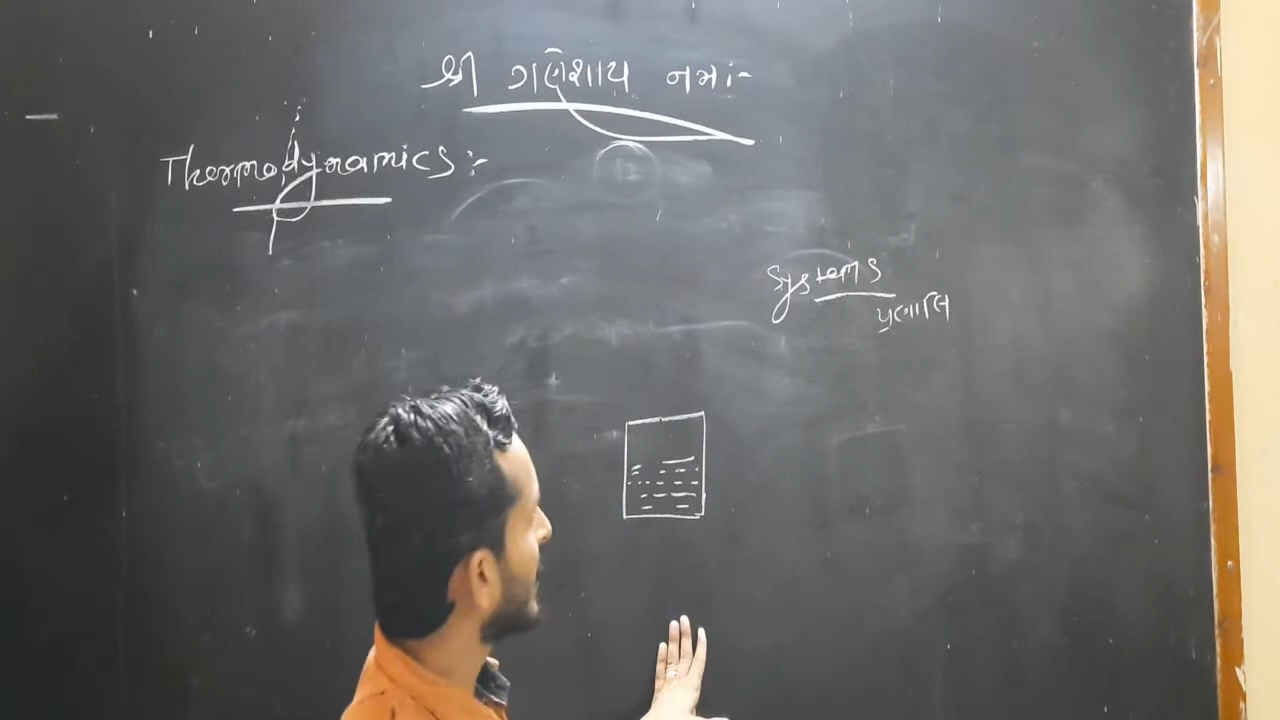 શ્રી ગણેશાય નમઃ:-
Thermodynamics :-
Systems
પ્રણાલિ